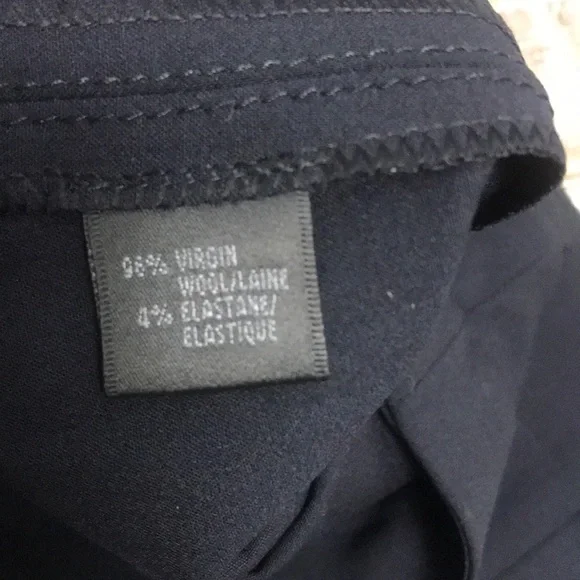 96% VIRGIN
WOOL/LAINE
4% ELASTANE/
ELASTIQUE